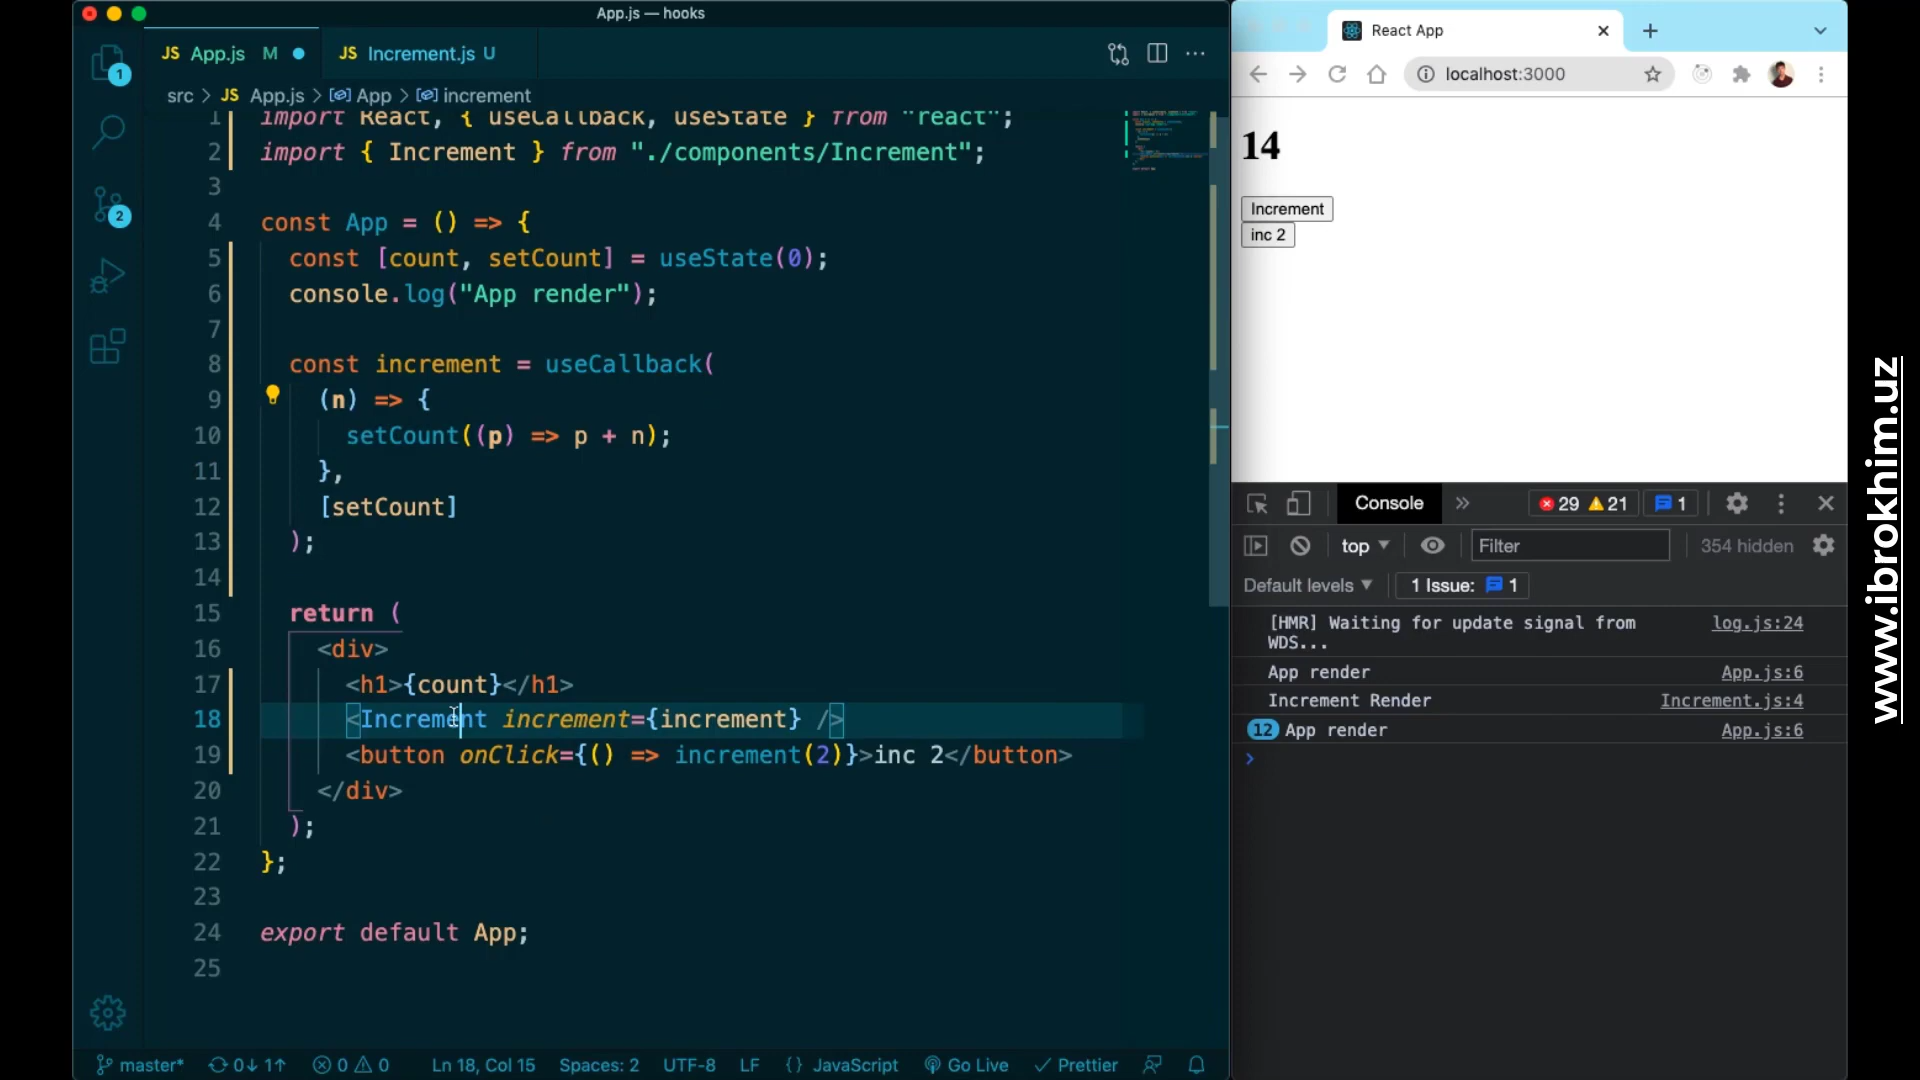 App.js — hooks
JS App.js M
JS Increment.js U
src > JS App.js > App > increment
1 import React, { useCallback, useState } from "react";
2 import { Increment } from "./components/Increment";
3
4 const App = () => {
5 const [count, setCount] = useState(0);
6 console.log("App render");
7
8 const increment = useCallback(
9 (n) => {
10 setCount((p) => p + n);
11 },
12 [setCount]
13 );
14
15 return (
16 <div>
17 <h1>{count}</h1>
18 <Increment increment={increment} />
19 <button onClick={() => increment(2)}>inc 2</button>
20 </div>
21 );
22 };
23
24 export default App;
25
1
2
master* 0↓ 1↑ 0 0 Ln 18, Col 15 Spaces: 2 UTF-8 LF {} JavaScript Go Live Prettier
React App
localhost:3000
14
Increment
inc 2
Console 29 21 1
top Filter 354 hidden
Default levels 1 Issue: 1
[HMR] Waiting for update signal from log.js:24
WDS...
App render App.js:6
Increment Render Increment.js:4
12 App render App.js:6
www.ibrokhim.uz